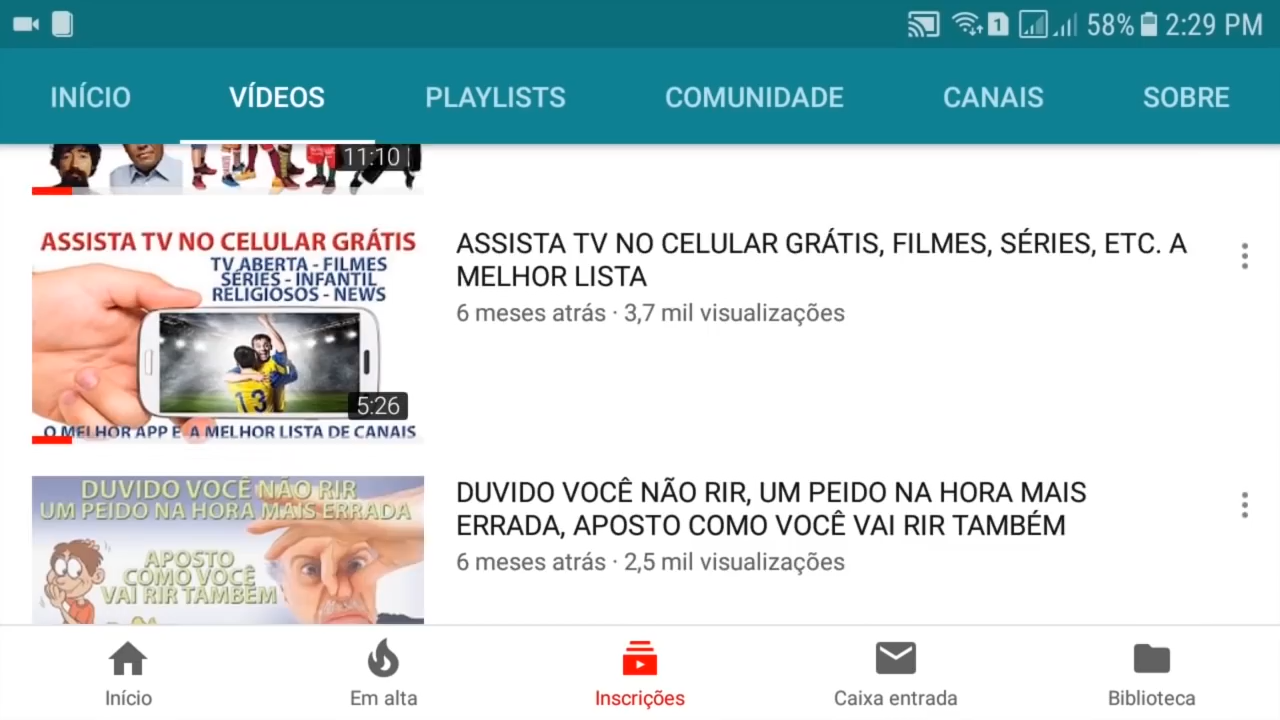 1 58% 2:29 PM
INÍCIO VÍDEOS PLAYLISTS COMUNIDADE CANAIS SOBRE
11:10
ASSISTA TV NO CELULAR GRÁTIS
TV ABERTA - FILMES
SÉRIES - INFANTIL
RELIGIOSOS - NEWS
13
5:26
O MELHOR APP E A MELHOR LISTA DE CANAIS
ASSISTA TV NO CELULAR GRÁTIS, FILMES, SÉRIES, ETC. A
MELHOR LISTA
6 meses atrás · 3,7 mil visualizações
DUVIDO VOCÊ NÃO RIR
UM PEIDO NA HORA MAIS ERRADA
APOSTO
COMO VOCÊ
VAI RIR TAMBÉM
DUVIDO VOCÊ NÃO RIR, UM PEIDO NA HORA MAIS
ERRADA, APOSTO COMO VOCÊ VAI RIR TAMBÉM
6 meses atrás · 2,5 mil visualizações
Início Em alta Inscrições Caixa entrada Biblioteca